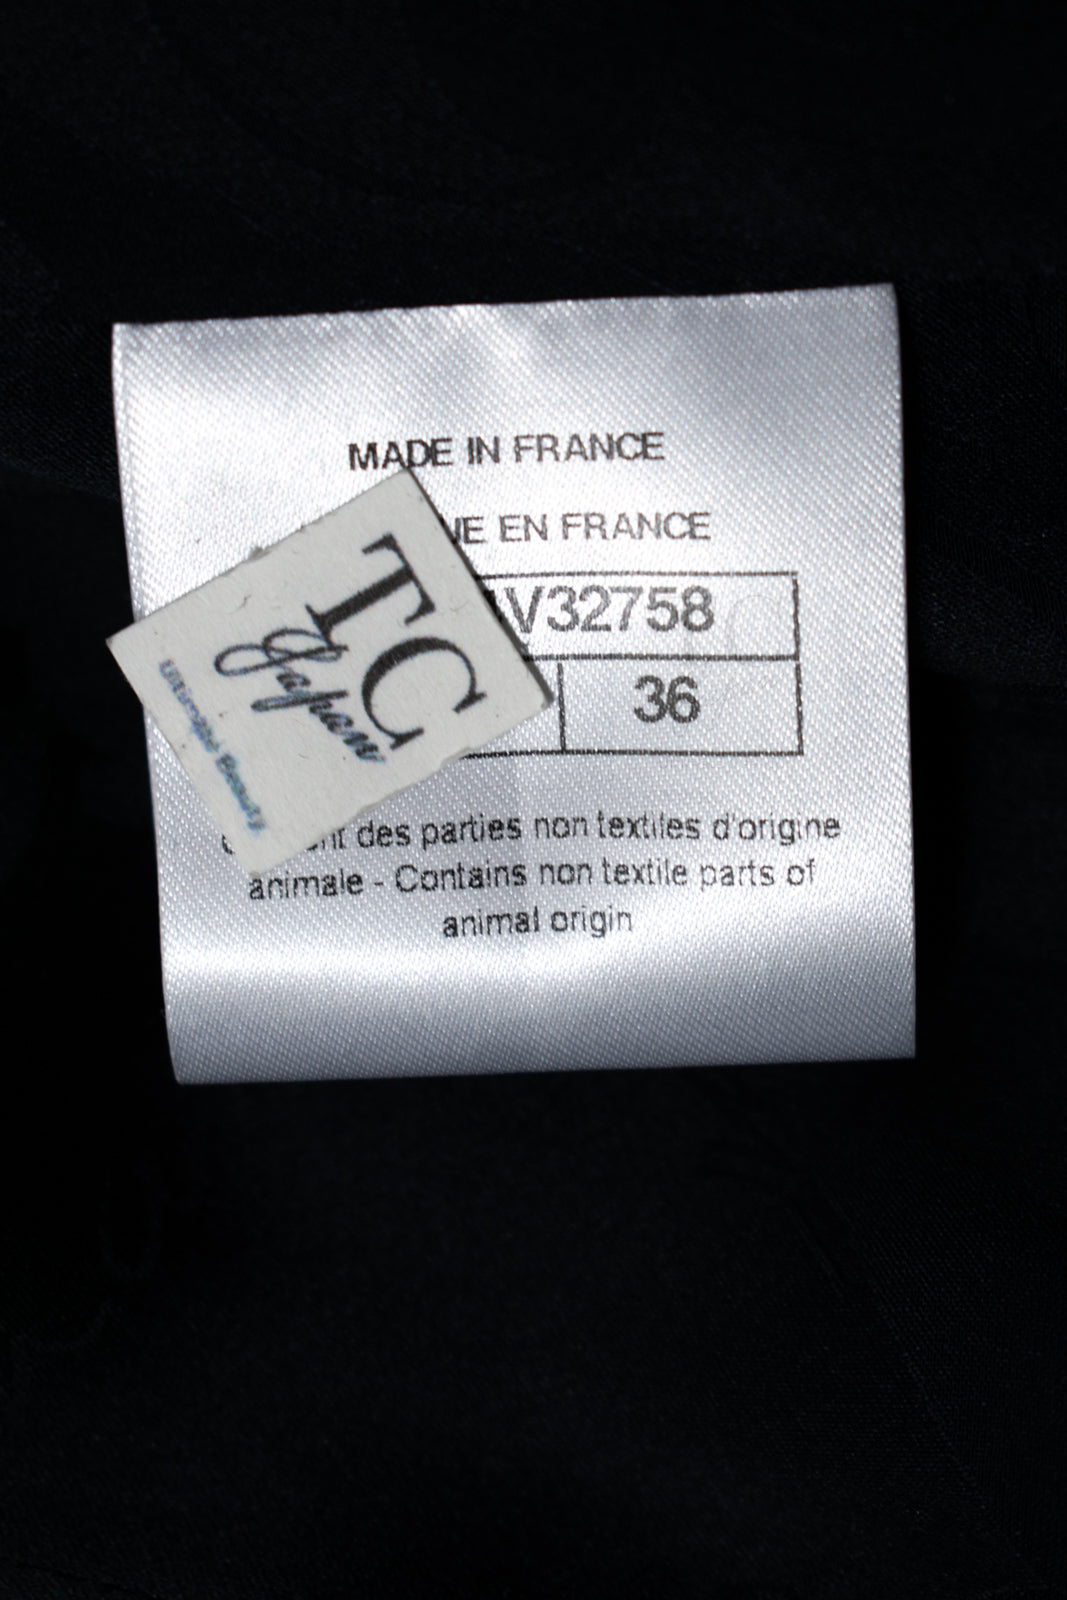 MADE IN FRANCE
EN FRANCE
V32758
36
TC
Japan
des parties non textiles d'origine
animale - Contains non textile parts of
animal origin